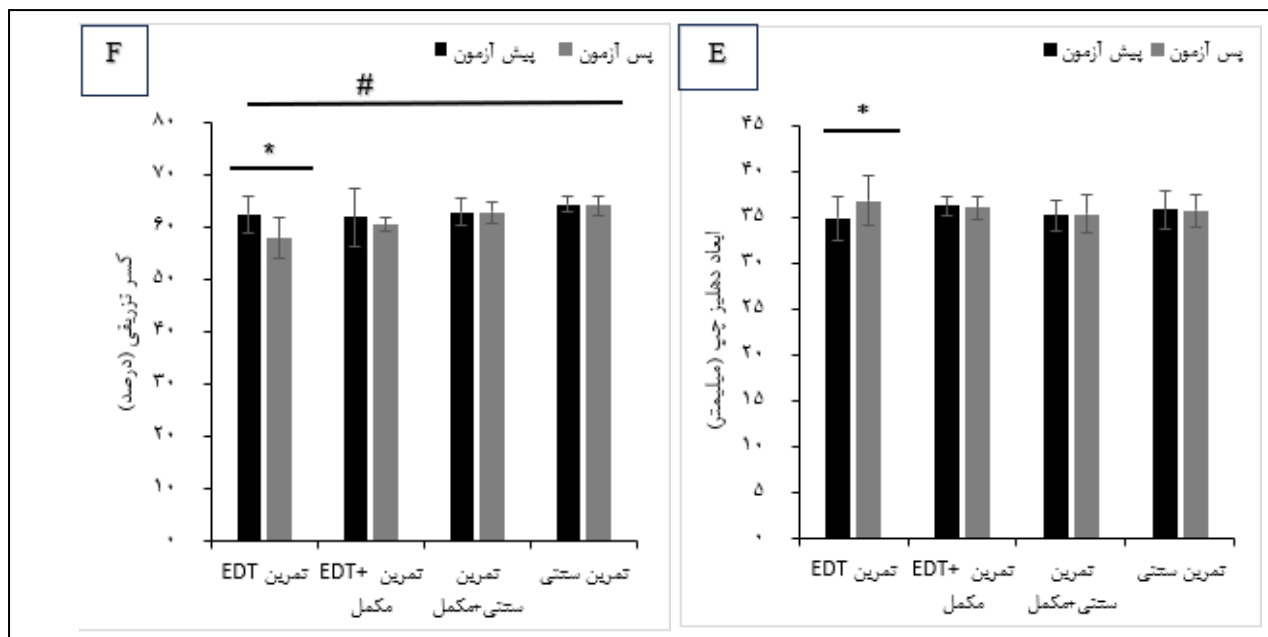 F
پیش آزمون
پس آزمون
#
*
۸۰
۷۰
۶۰
۵۰
۴۰
۳۰
۲۰
۱۰
۰
کسر تزریقی (درصد)
تمرین EDT
تمرین EDT+
مکمل
تمرین
سنتی+مکمل
تمرین سنتی
E
پیش آزمون
پس آزمون
*
۴۵
۴۰
۳۵
۳۰
۲۵
۲۰
۱۵
۱۰
۵
۰
ابعاد دهلیز چپ (میلیمتر)
تمرین EDT
تمرین EDT+
مکمل
تمرین
سنتی+مکمل
تمرین سنتی